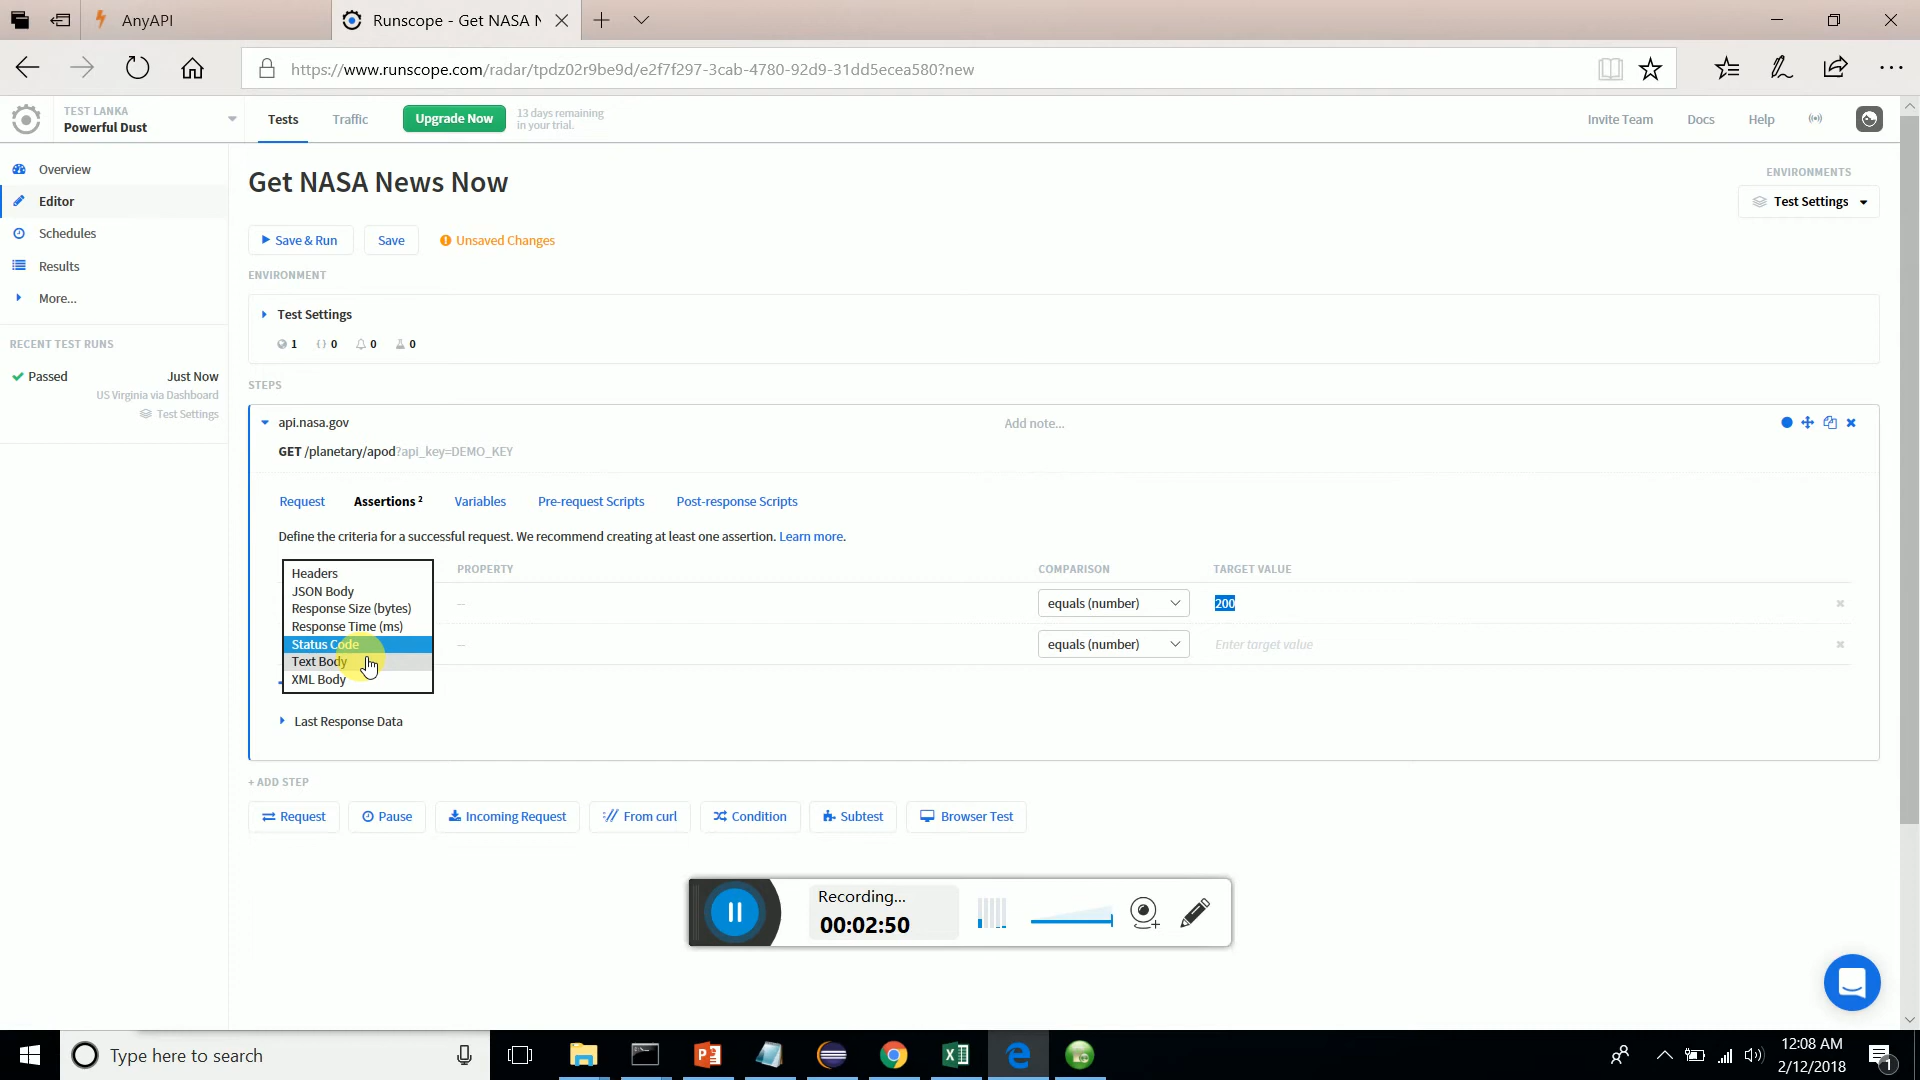 AnyAPI
Runscope - Get NASA N
https://www.runscope.com/radar/tpdz02r9be9d/e2f7f297-3cab-4780-92d9-31dd5ecea580?new
TEST LANKA
Powerful Dust
Tests
Traffic
Upgrade Now
13 days remaining
in your trial.
Invite Team
Docs
Help
Overview
Editor
Schedules
Results
More...
RECENT TEST RUNS
Passed
Just Now
US Virginia via Dashboard
Test Settings
Get NASA News Now
ENVIRONMENTS
Test Settings
Save & Run
Save
Unsaved Changes
ENVIRONMENT
Test Settings
1
0
0
0
STEPS
api.nasa.gov
Add note...
GET /planetary/apod?api_key=DEMO_KEY
Request
Assertions 2
Variables
Pre-request Scripts
Post-response Scripts
Define the criteria for a successful request. We recommend creating at least one assertion. Learn more.
PROPERTY
COMPARISON
TARGET VALUE
Headers
JSON Body
Response Size (bytes)
Response Time (ms)
Status Code
Text Body
XML Body
--
equals (number)
200
--
equals (number)
Enter target value
Last Response Data
+ ADD STEP
Request
Pause
Incoming Request
From curl
Condition
Subtest
Browser Test
Recording...
00:02:50
Type here to search
12:08 AM
2/12/2018
1